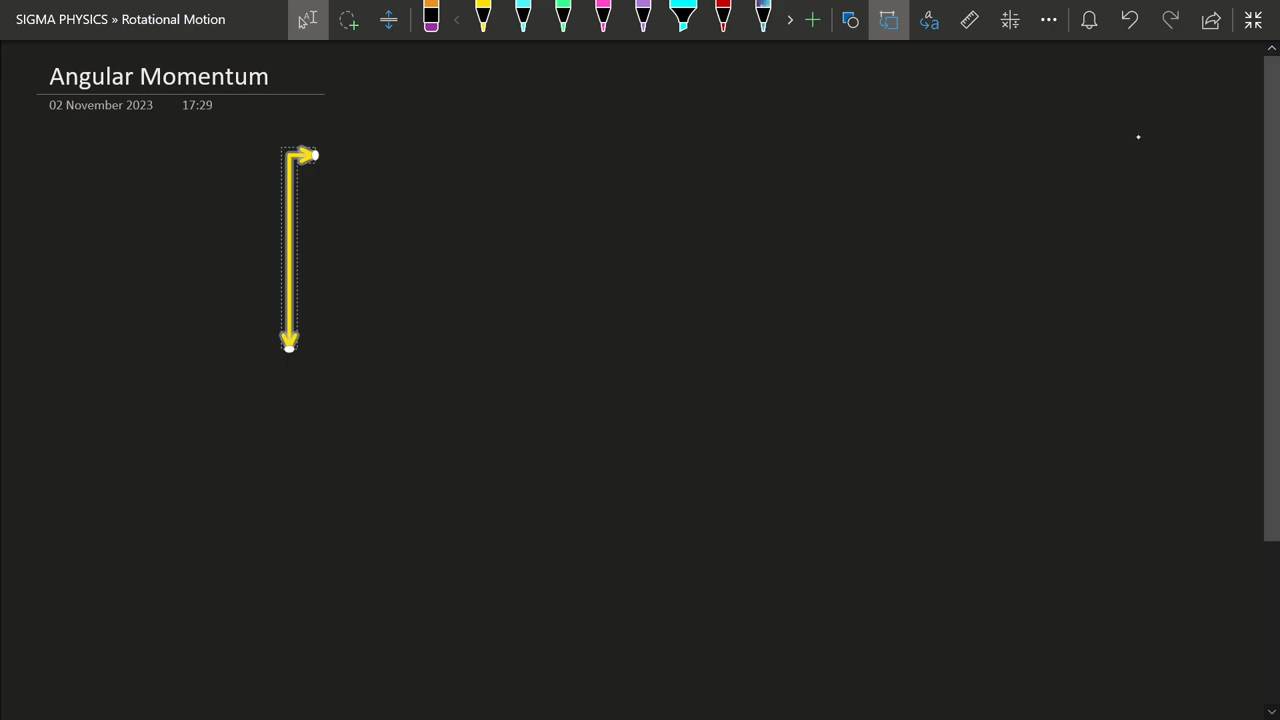 SIGMA PHYSICS » Rotational Motion
Angular Momentum
02 November 2023 17:29